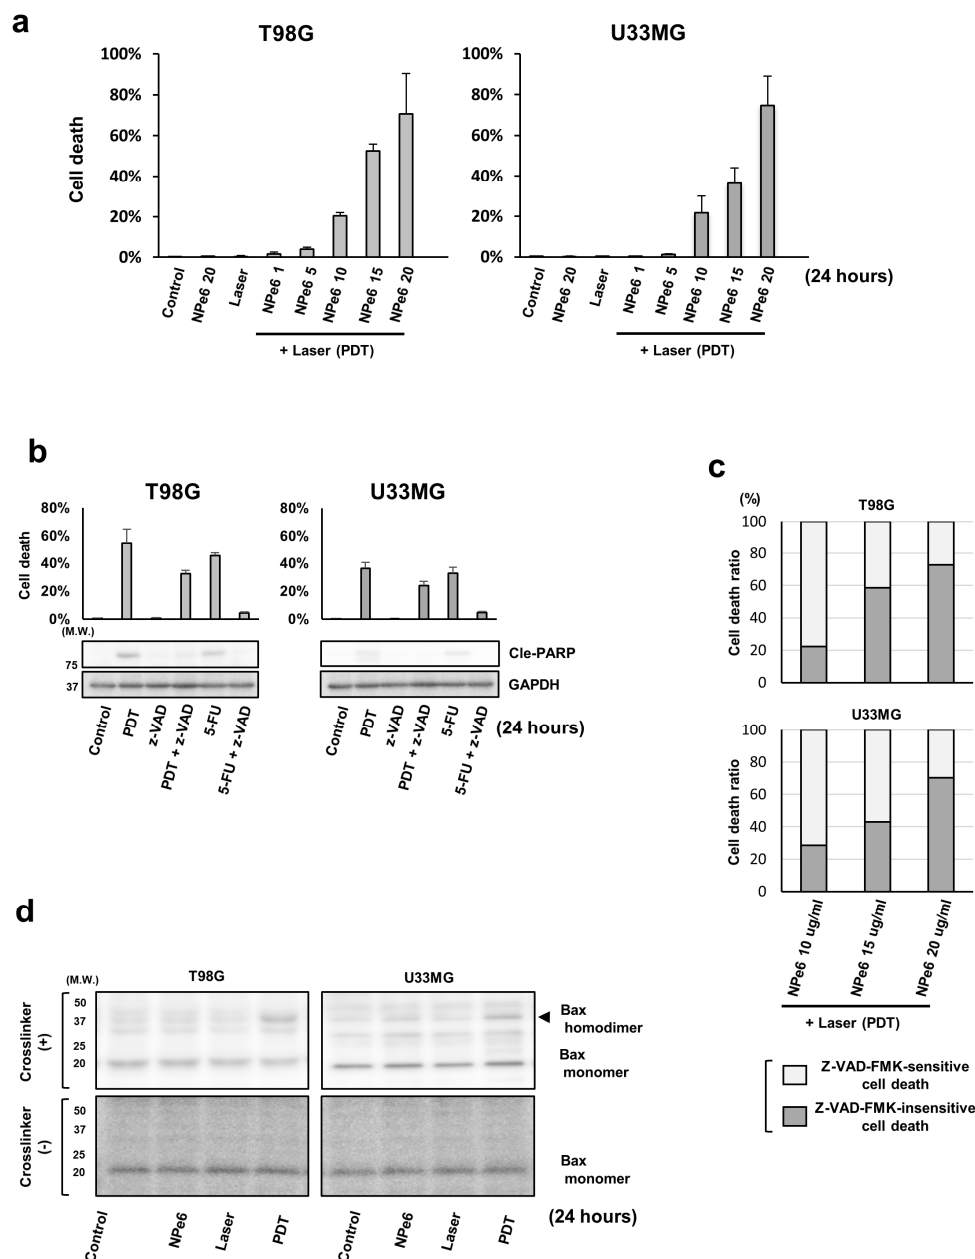 a
T98G
U33MG
100%
80%
60%
40%
20%
0%
Cell death
Control
NPe6 20
Laser
NPe6 1
NPe6 5
NPe6 10
NPe6 15
NPe6 20
+ Laser (PDT)
100%
80%
60%
40%
20%
0%
Control
NPe6 20
Laser
NPe6 1
NPe6 5
NPe6 10
NPe6 15
NPe6 20
+ Laser (PDT)
(24 hours)
b
T98G
U33MG
80%
60%
40%
20%
0%
Cell death
80%
60%
40%
20%
0%
(M.W.)
75
37
Cle-PARP
GAPDH
Control
PDT
z-VAD
PDT + z-VAD
5-FU
5-FU + z-VAD
Control
PDT
z-VAD
PDT + z-VAD
5-FU
5-FU + z-VAD
(24 hours)
c
(%)
T98G
100
80
60
40
20
0
Cell death ratio
U33MG
100
80
60
40
20
0
Cell death ratio
NPe6 10 ug/ml
NPe6 15 ug/ml
NPe6 20 ug/ml
+ Laser (PDT)
Z-VAD-FMK-sensitive
cell death
Z-VAD-FMK-insensitive
cell death
d
(M.W.)
T98G
U33MG
Crosslinker
(+)
50
37
25
20
Bax
homodimer
Bax
monomer
Crosslinker
(-)
50
37
25
20
Bax
monomer
Control
NPe6
Laser
PDT
Control
NPe6
Laser
PDT
(24 hours)